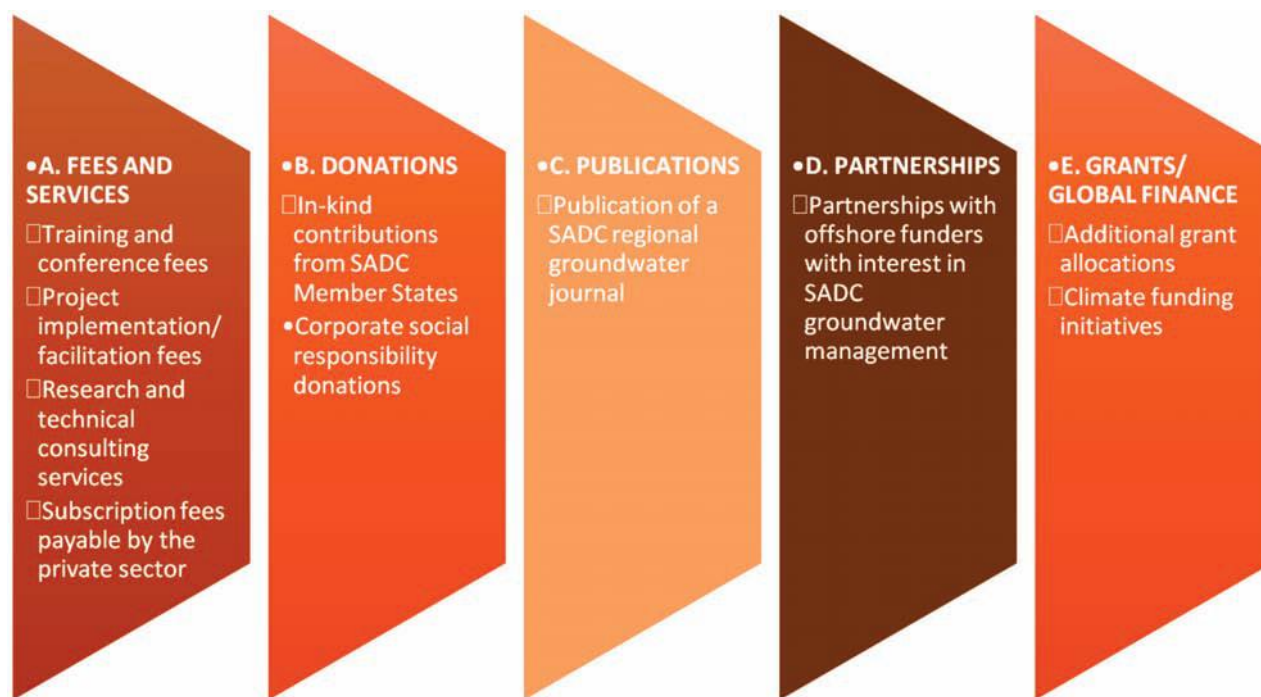 •A. FEES AND
SERVICES
□Training and
conference fees
□Project
implementation/
facilitation fees
□Research and
technical
consulting
services
□Subscription fees
payable by the
private sector
•B. DONATIONS
□In-kind
contributions
from SADC
Member States
•Corporate social
responsibility
donations
•C. PUBLICATIONS
□Publication of a
SADC regional
groundwater
journal
•D. PARTNERSHIPS
□Partnerships with
offshore funders
with interest in
SADC
groundwater
management
•E. GRANTS/
GLOBAL FINANCE
□Additional grant
allocations
□Climate funding
initiatives